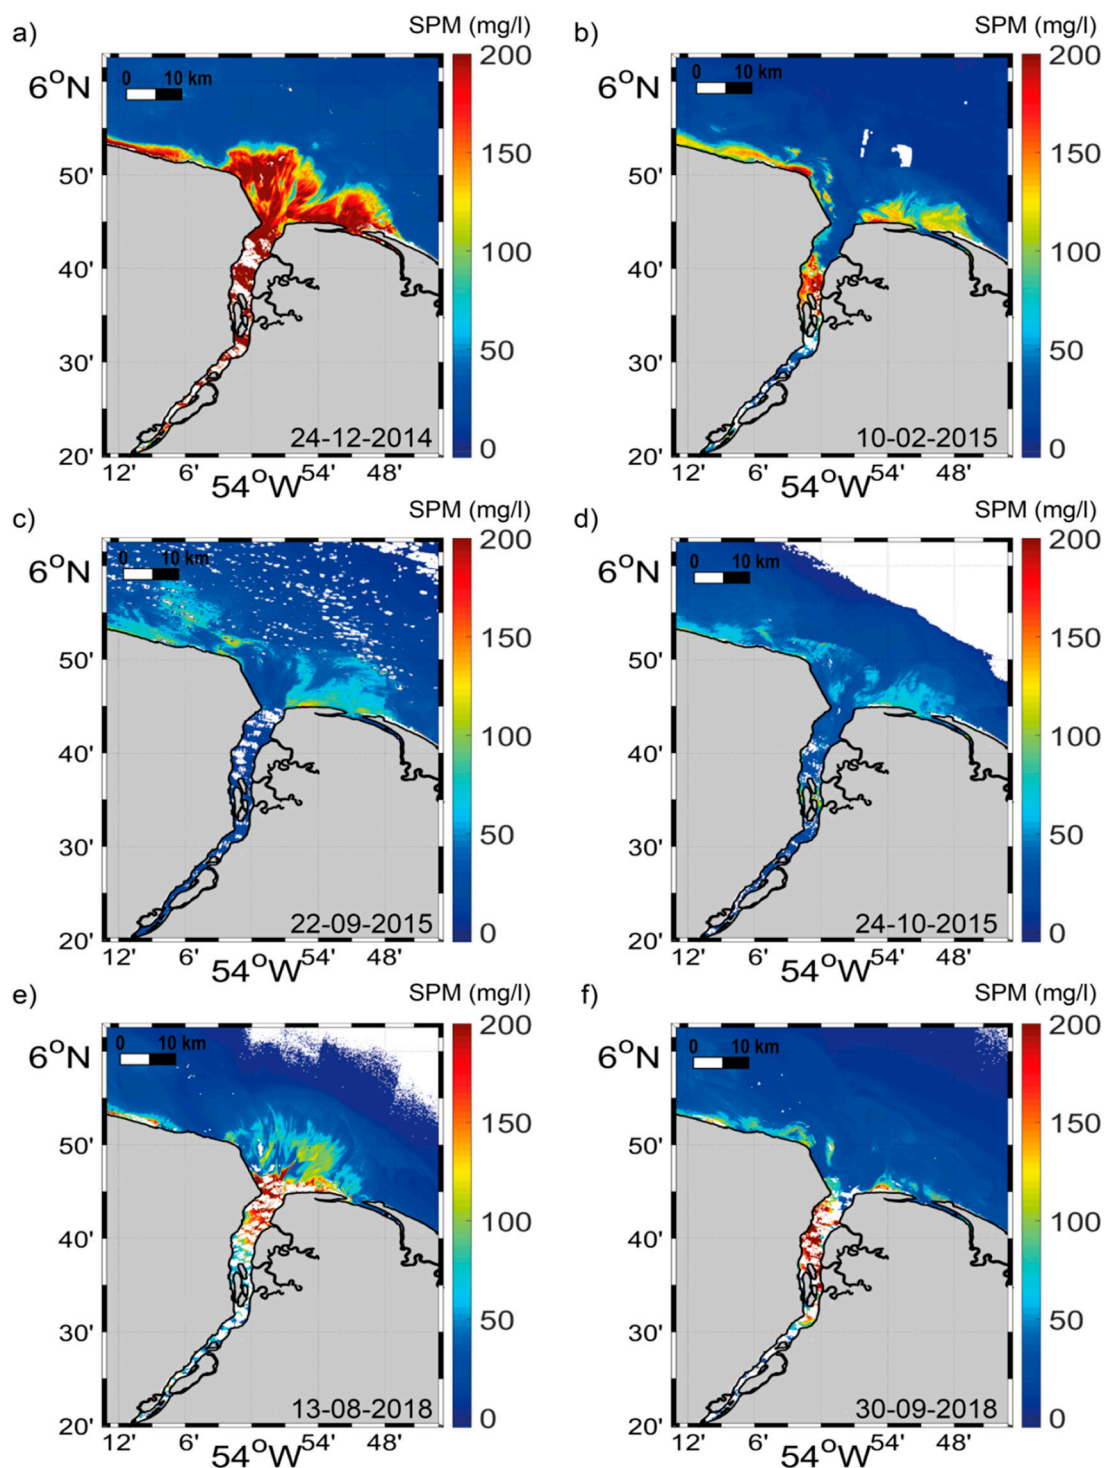 a) SPM (mg/l) b) SPM (mg/l)
0 10 km 200 0 10 km 200
6°N 6°N
150 150
50' 50'
100 100
40' 40'
50 50
30' 30'
24-12-2014 0 10-02-2015 0
20' 20'
12' 6' 54°W 54' 48' 12' 6' 54°W 54' 48'
c) SPM (mg/l) d) SPM (mg/l)
0 10 km 200 0 10 km 200
6°N 6°N
150 150
50' 50'
100 100
40' 40'
50 50
30' 30'
22-09-2015 0 24-10-2015 0
20' 20'
12' 6' 54°W 54' 48' 12' 6' 54°W 54' 48'
e) SPM (mg/l) f) SPM (mg/l)
0 10 km 200 0 10 km 200
6°N 6°N
150 150
50' 50'
100 100
40' 40'
50 50
30' 30'
13-08-2018 0 30-09-2018 0
20' 20'
12' 6' 54°W 54' 48' 12' 6' 54°W 54' 48'